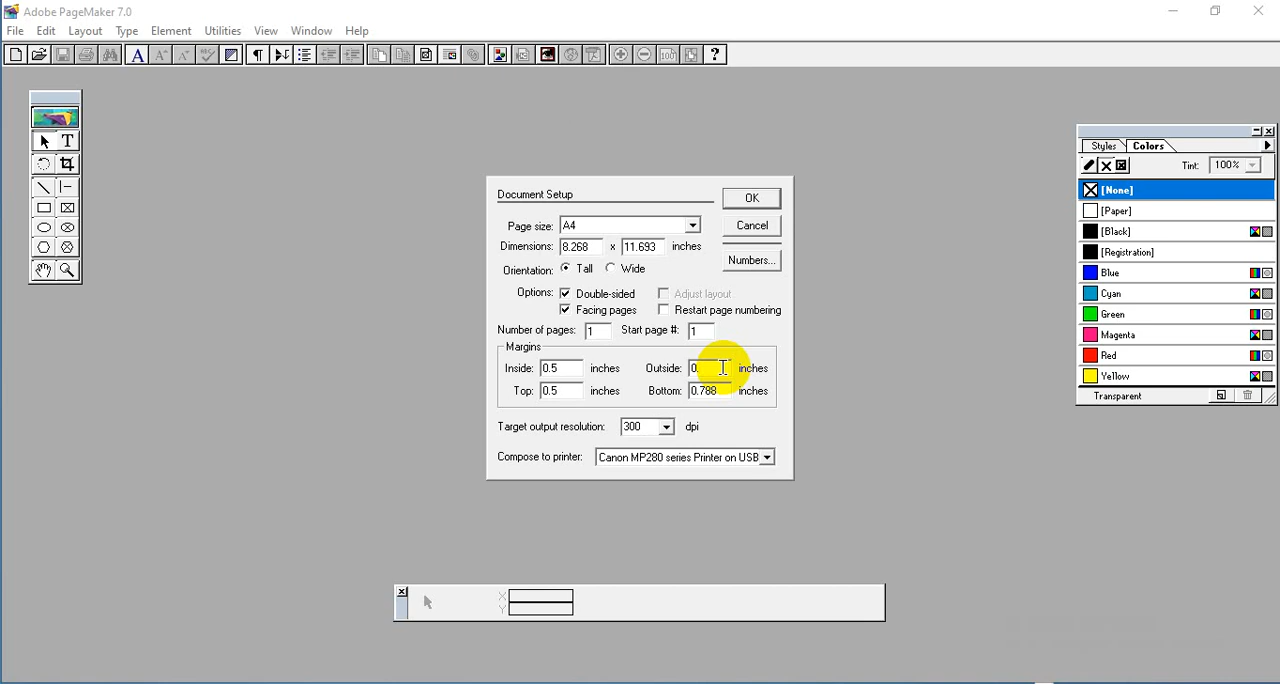 Adobe PageMaker 7.0
File Edit Layout Type Element Utilities View Window Help
T
Document Setup
OK
Page size: A4
Cancel
Dimensions: 8.268 x 11.693 inches
Orientation: Tall Wide
Numbers...
Options: Double-sided Adjust layout
Facing pages Restart page numbering
Number of pages: 1 Start page #: 1
Margins
Inside: 0.5 inches Outside: 0. inches
Top: 0.5 inches Bottom: 0.788 inches
Target output resolution: 300 dpi
Compose to printer: Canon MP280 series Printer on USB
Styles Colors
Tint: 100%
[None]
[Paper]
[Black]
[Registration]
Blue
Cyan
Green
Magenta
Red
Yellow
Transparent
X
Y